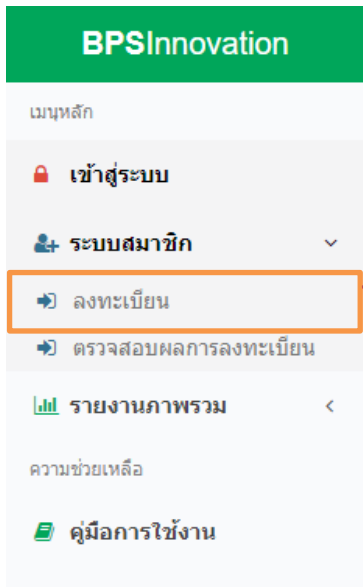 BPSInnovation
เมนูหลัก
เข้าสู่ระบบ
ระบบสมาชิก
ลงทะเบียน
ตรวจสอบผลการลงทะเบียน
รายงานภาพรวม
ความช่วยเหลือ
คู่มือการใช้งาน